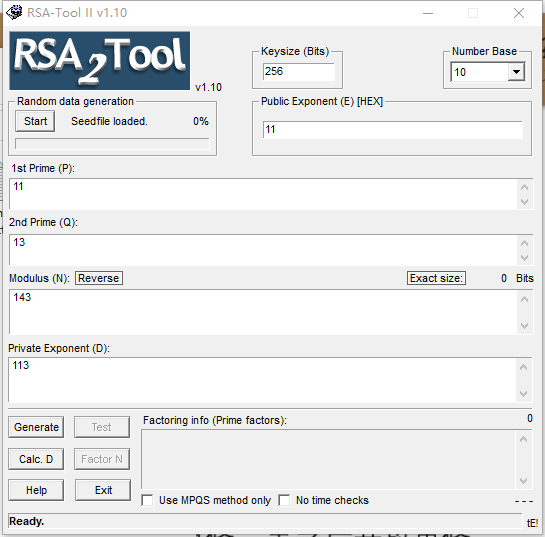 RSA-Tool II v1.10
RSA2Tool v1.10
Keysize (Bits)
256
Number Base
10
Random data generation
Start Seedfile loaded. 0%
Public Exponent (E) [HEX]
11
1st Prime (P):
11
2nd Prime (Q):
13
Modulus (N): Reverse Exact size: 0 Bits
143
Private Exponent (D):
113
Generate Test
Calc. D Factor N
Help Exit
Factoring info (Prime factors): 0
Use MPQS method only No time checks ---
Ready. tE!